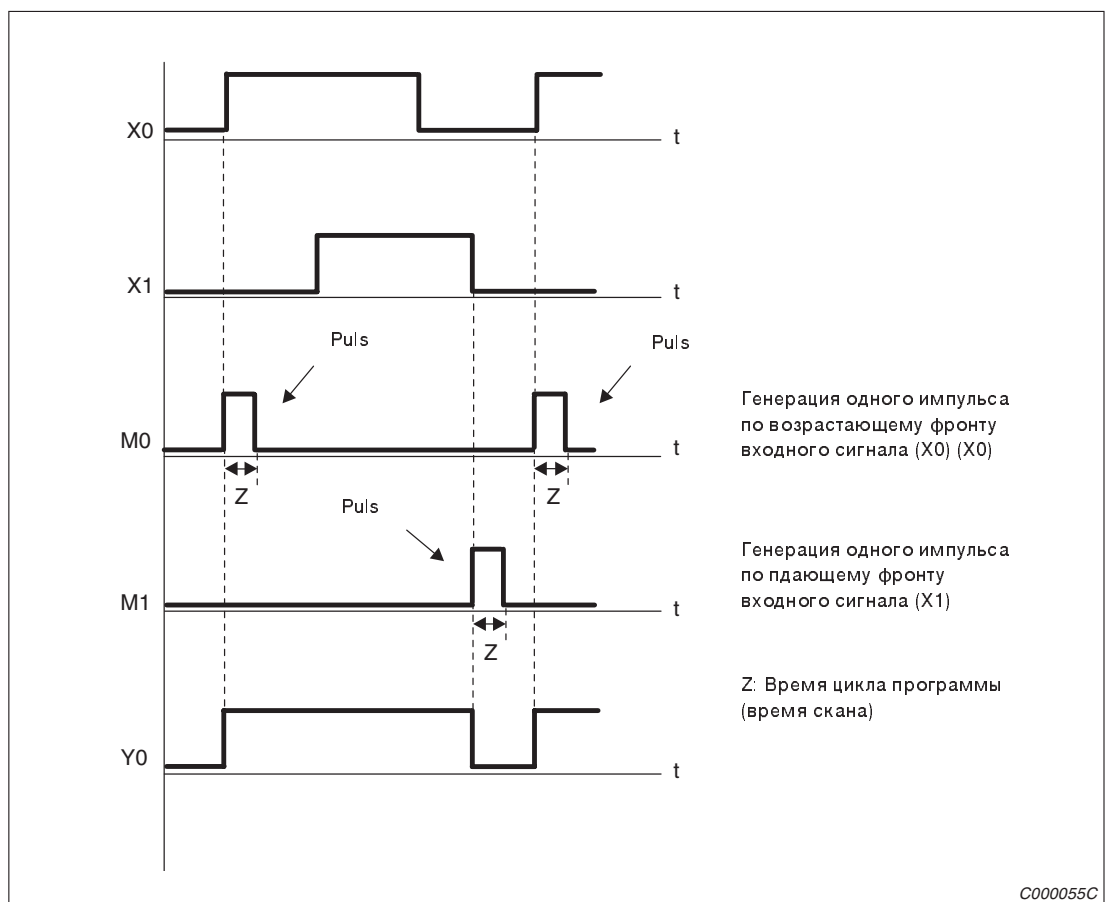 X0
t
X1
t
Puls
Puls
M0
t
Z
Z
Генерация одного импульса
по возрастающему фронту
входного сигнала (X0) (X0)
Puls
M1
t
Z
Генерация одного импульса
по пдающему фронту
входного сигнала (X1)
Z: Время цикла программы
(время скана)
Y0
t
C000055C